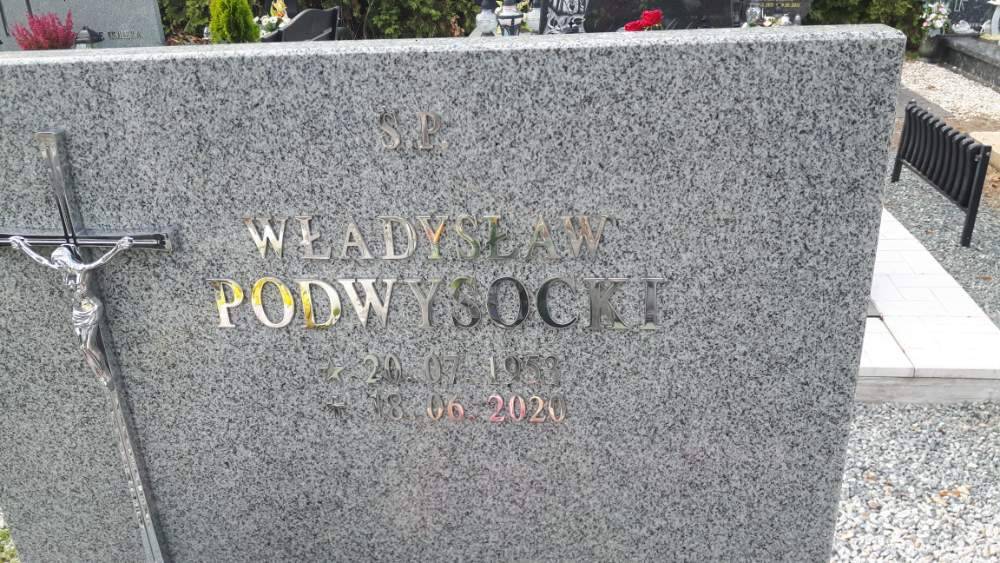 Ś.P.
WŁADYSŁAW
PODWYSOCKI
★ 20. 07. 1953
✝ 18. 06. 2020